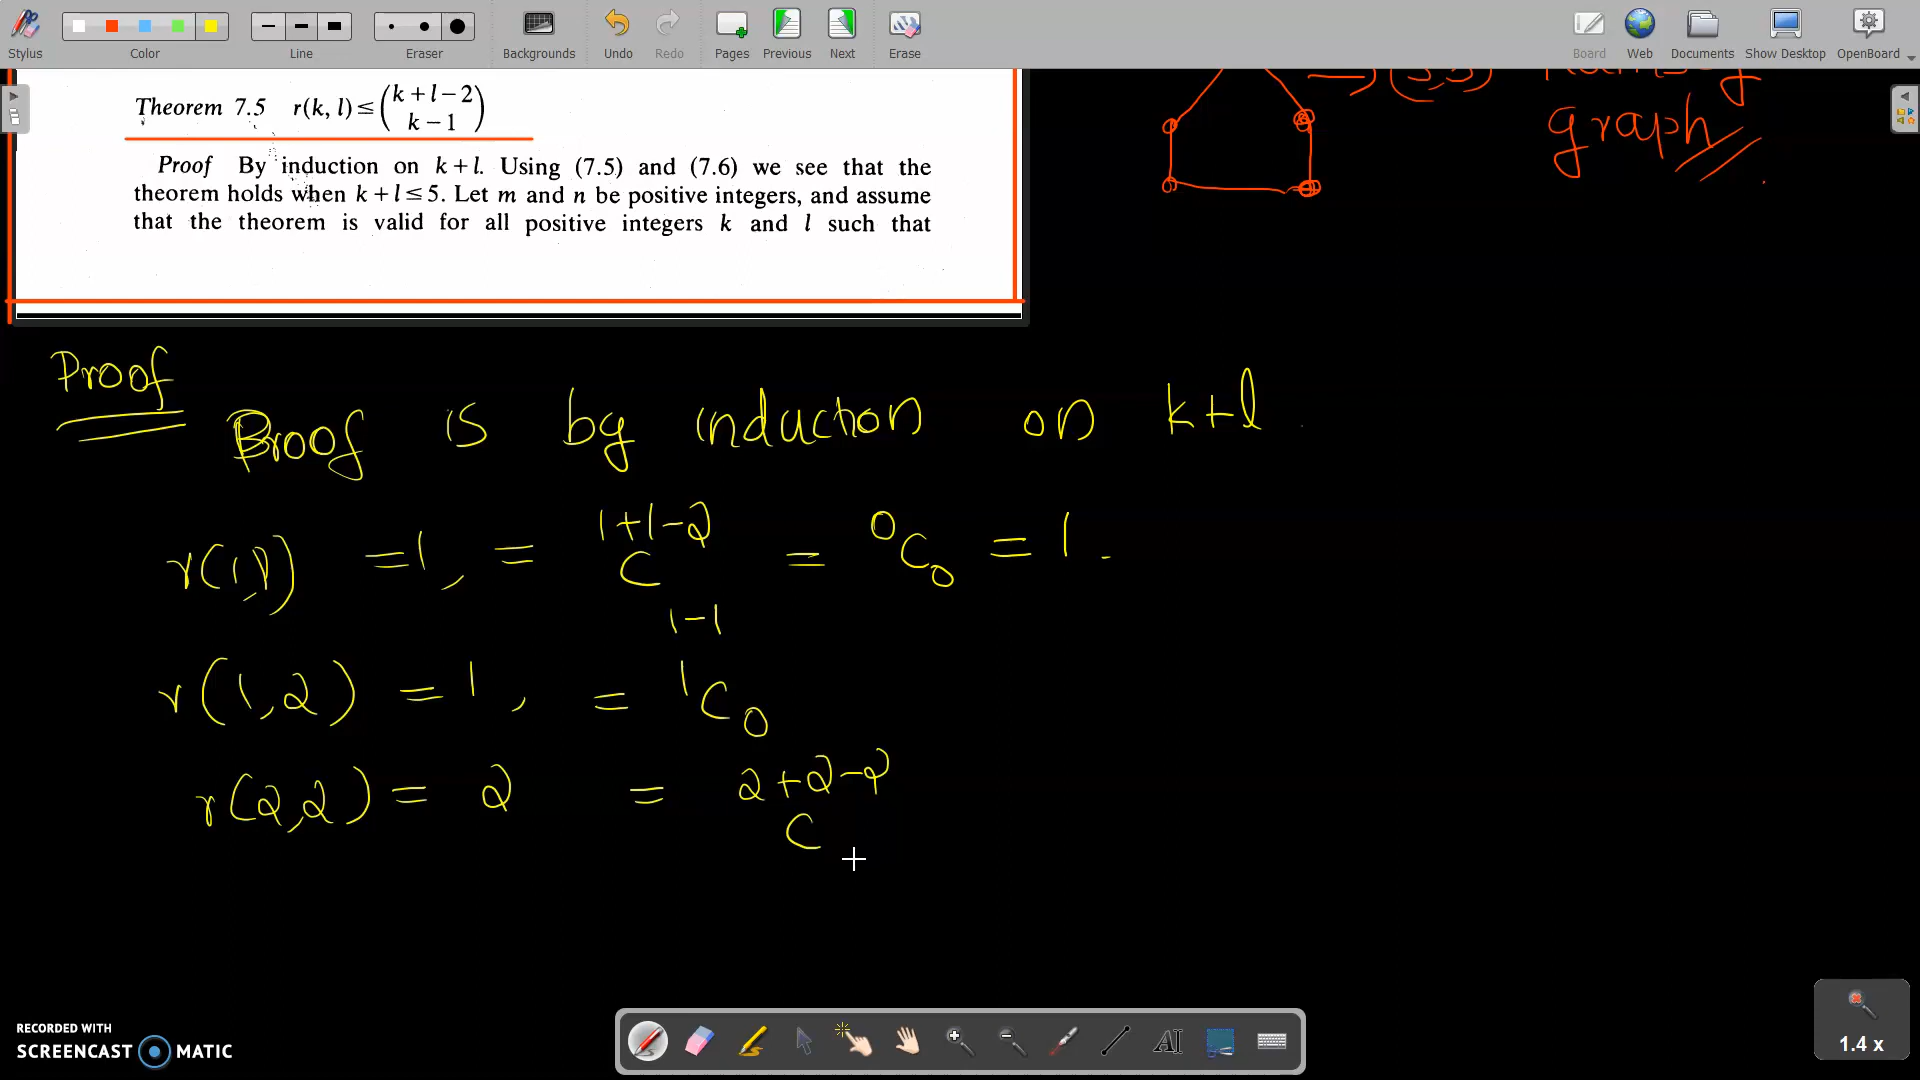 Stylus Color Line Eraser Backgrounds Undo Redo Pages Previous Next Erase Board Web Documents Show Desktop OpenBoard
Theorem 7.5 r(k, l) ≤ (k+l−2 k−1)
Proof By induction on k+l. Using (7.5) and (7.6) we see that the
theorem holds when k+l≤5. Let m and n be positive integers, and assume
that the theorem is valid for all positive integers k and l such that
graph
Proof
Proof is by induction on k+l
r(1,1) =1, = 1+1-2 C 1-1 = 0C0 = 1.
r(1,2) = 1, = 1C0
r(2,2) = 2 = 2+2-2 C
RECORDED WITH
SCREENCAST MATIC
1.4 x